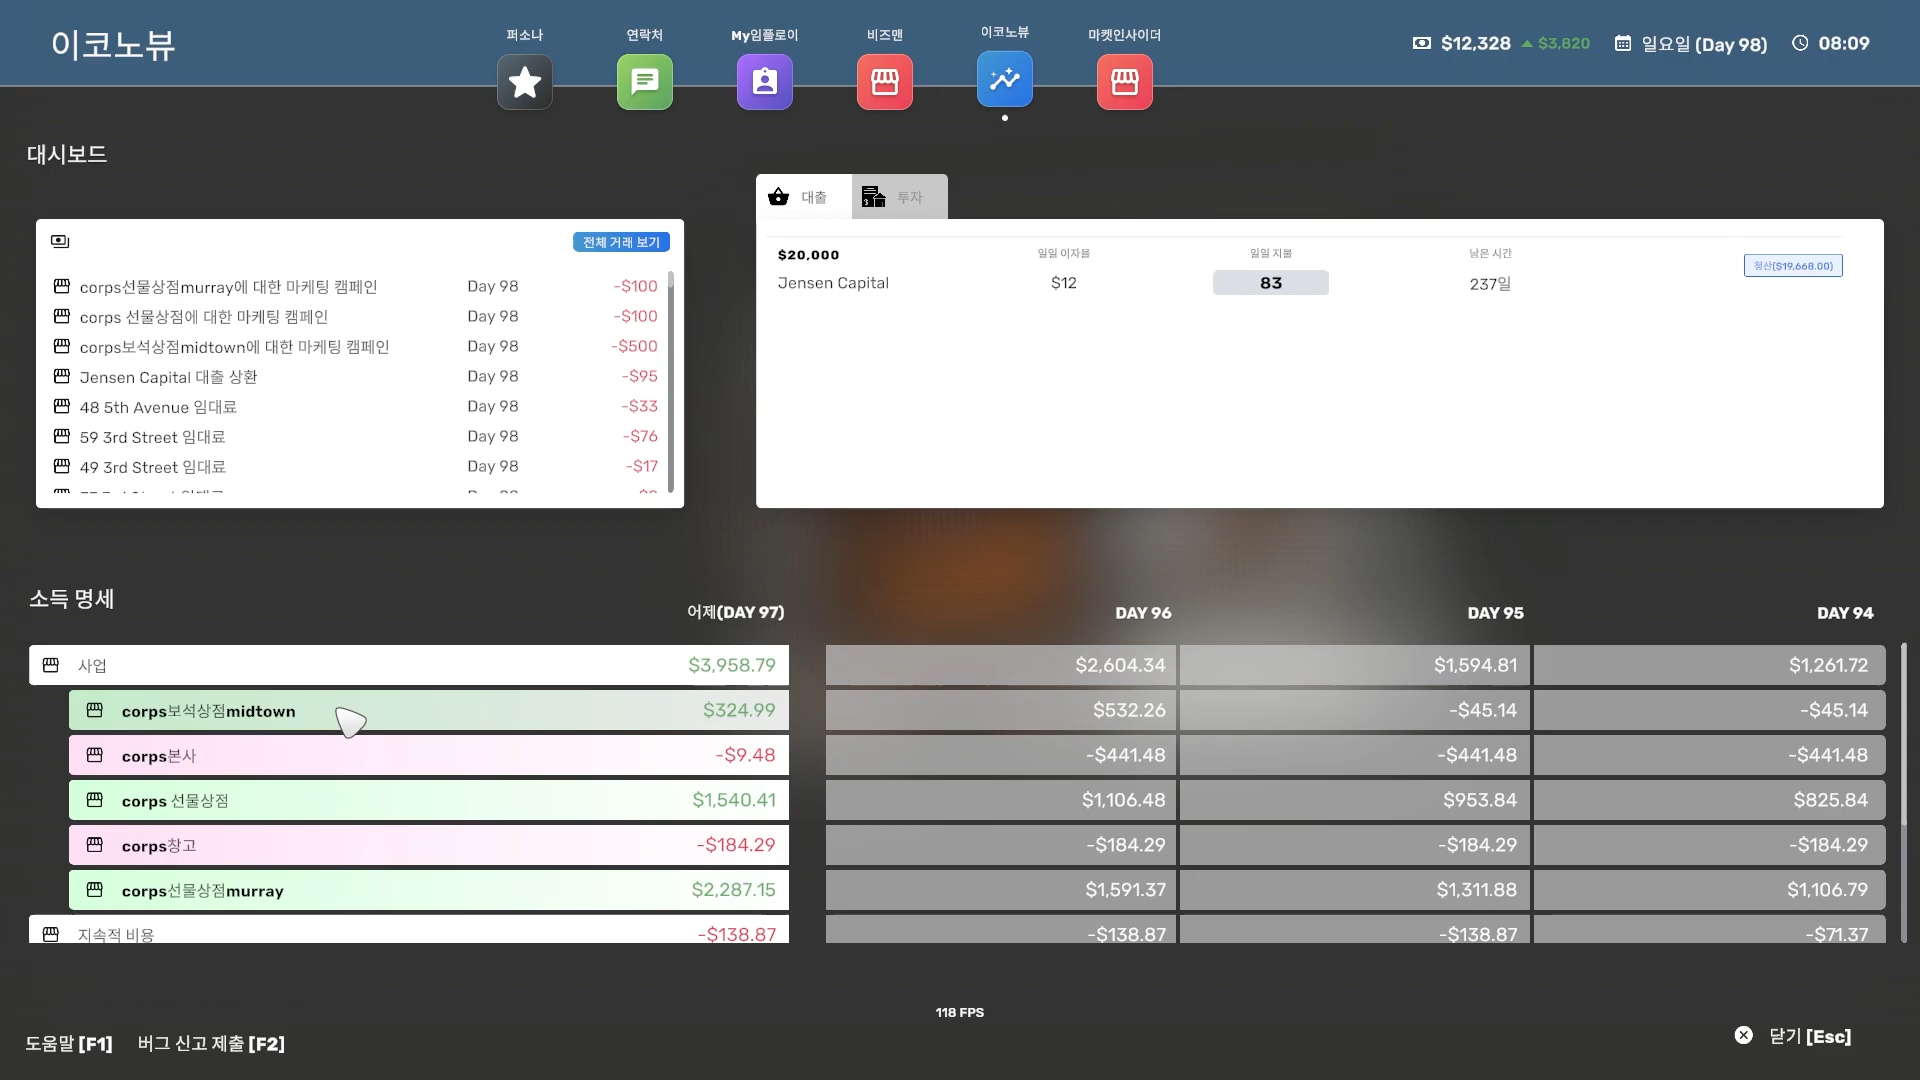 이코노뷰
퍼소나
연락처
My임플로이
비즈맨
이코노뷰
마켓인사이더
$12,328 $3,820 일요일 (Day 98) 08:09
대시보드
대출
투자
전체 거래 보기
corps선물상점murray에 대한 마케팅 캠페인 Day 98 -$100
corps 선물상점에 대한 마케팅 캠페인 Day 98 -$100
corps보석상점midtown에 대한 마케팅 캠페인 Day 98 -$500
Jensen Capital 대출 상환 Day 98 -$95
48 5th Avenue 임대료 Day 98 -$33
59 3rd Street 임대료 Day 98 -$76
49 3rd Street 임대료 Day 98 -$17
$20,000 일일 이자율 일일 지불 남은 시간 청산($19,668.00)
Jensen Capital $12 83 237일
소득 명세
어제(DAY 97) DAY 96 DAY 95 DAY 94
사업 $3,958.79 $2,604.34 $1,594.81 $1,261.72
corps보석상점midtown $324.99 $532.26 -$45.14 -$45.14
corps본사 -$9.48 -$441.48 -$441.48 -$441.48
corps 선물상점 $1,540.41 $1,106.48 $953.84 $825.84
corps창고 -$184.29 -$184.29 -$184.29 -$184.29
corps선물상점murray $2,287.15 $1,591.37 $1,311.88 $1,106.79
지속적 비용 -$138.87 -$138.87 -$138.87 -$71.37
118 FPS
도움말 [F1] 버그 신고 제출 [F2]
닫기 [Esc]